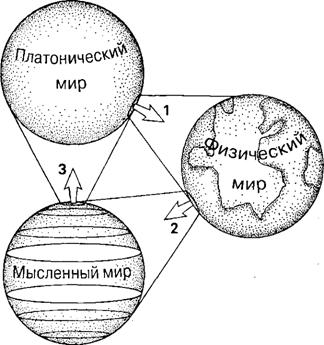 Платонический
мир
1
Физический
мир
3
2
Мысленный мир